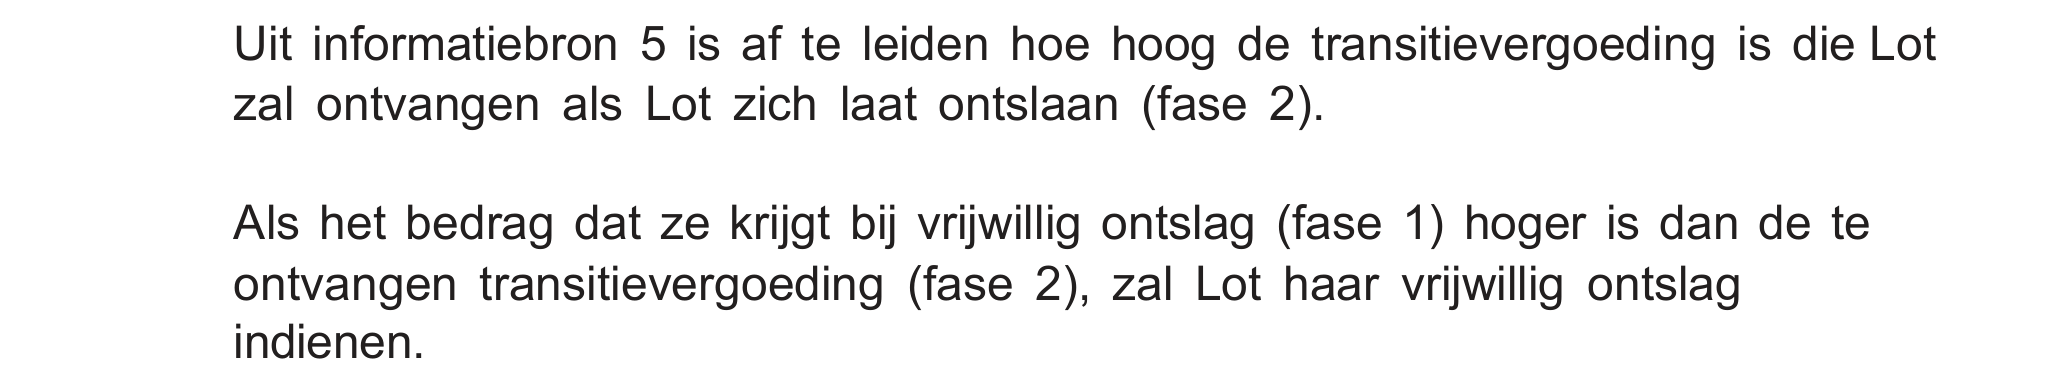 Uit informatiebron 5 is af te leiden hoe hoog de transitievergoeding is die Lot
zal ontvangen als Lot zich laat ontslaan (fase 2).
Als het bedrag dat ze krijgt bij vrijwillig ontslag (fase 1) hoger is dan de te
ontvangen transitievergoeding (fase 2), zal Lot haar vrijwillig ontslag
indienen.